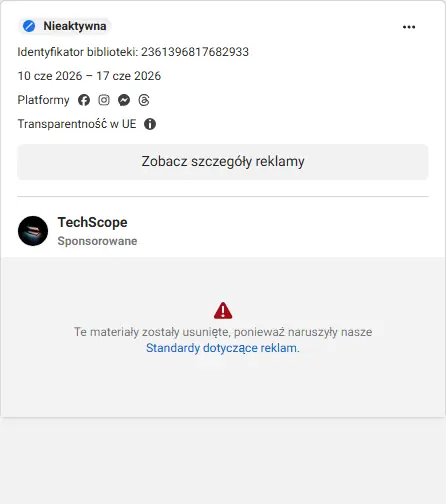 Nieaktywna
Identyfikator biblioteki: 2361396817682933
10 cze 2026 – 17 cze 2026
Platformy
Transparentność w UE
Zobacz szczegóły reklamy
TechScope
Sponsorowane
Te materiały zostały usunięte, ponieważ naruszyły nasze
Standardy dotyczące reklam.